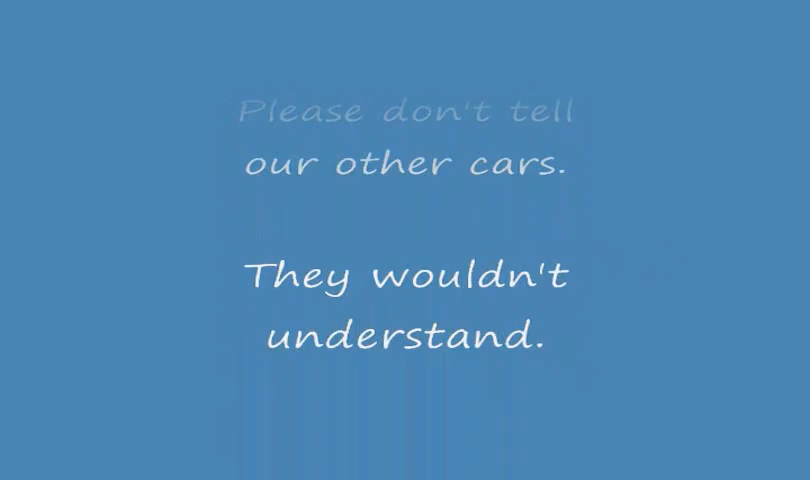 Please don't tell
our other cars.
They wouldn't
understand.